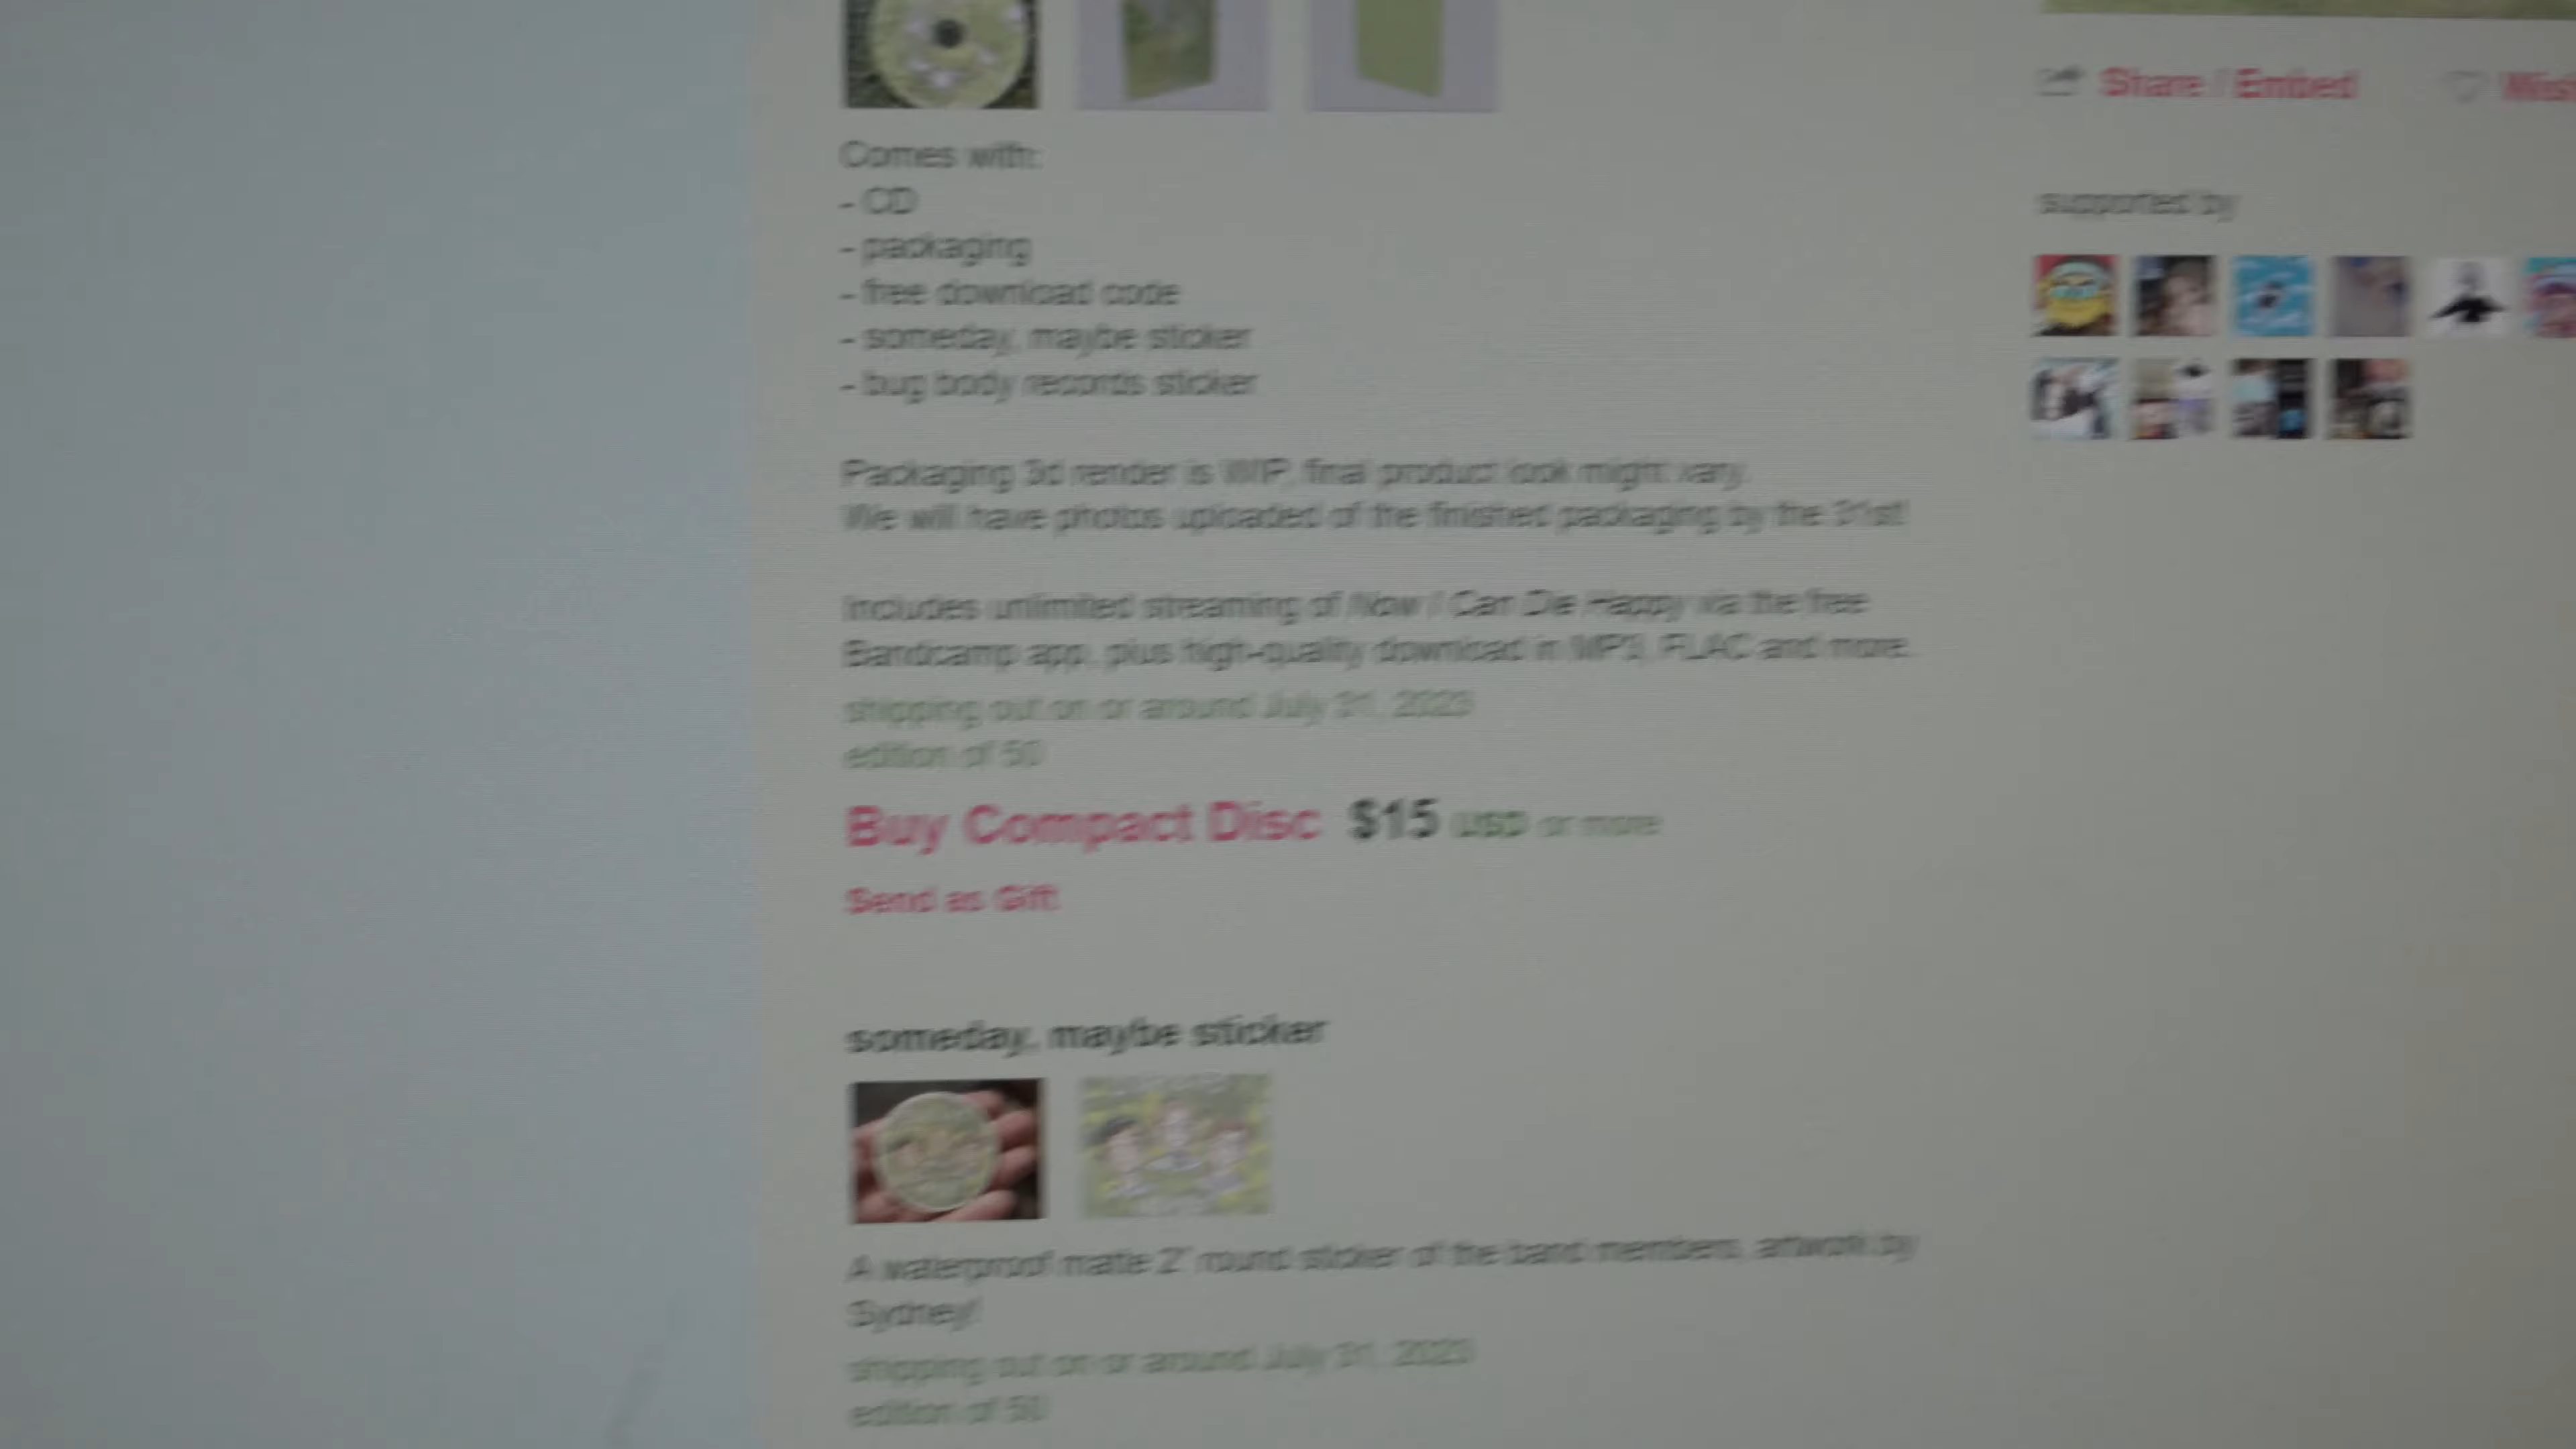 Share / Embed
Comes with:
- CD
- packaging
- free download code
- someday, maybe sticker
- bug body records sticker
supported by
Packaging 3d render is WIP, final product look might vary.
We will have photos uploaded of the finished packaging by the 31st!
Includes unlimited streaming of Now I Can Die Happy via the free
Bandcamp app, plus high-quality download in MP3, FLAC and more.
shipping out on or around July 31, 2023
edition of 50
Buy Compact Disc $15 USD or more
Send as Gift
someday, maybe sticker
A waterproof matte 2" round sticker of the band members, artwork by
Sydney!
shipping out on or around July 31, 2023
edition of 50